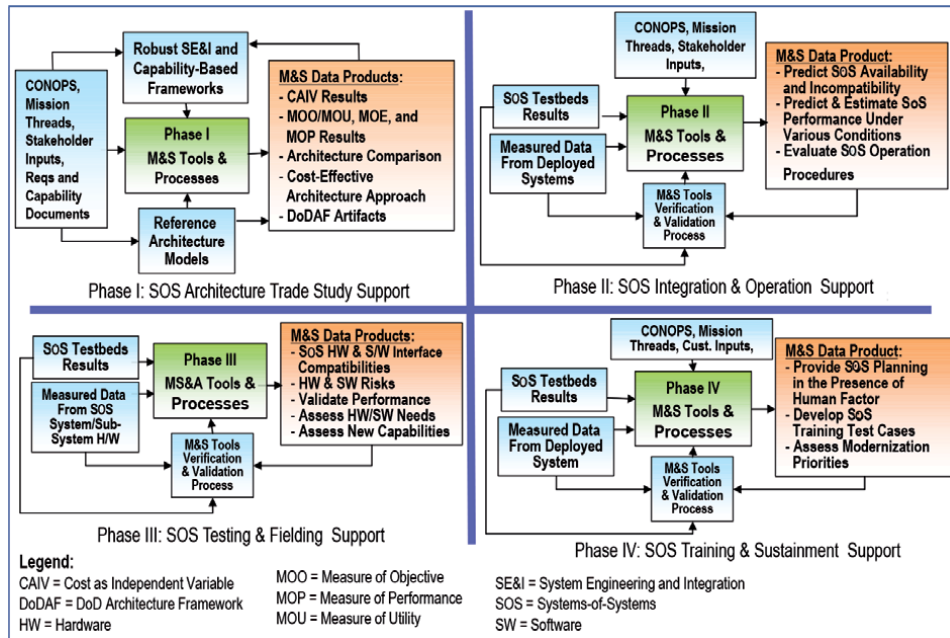 CONOPS,
Mission
Threads,
Stakeholder
Inputs,
Reqs and
Capability
Documents
Robust SE&I and
Capability-Based
Frameworks
Phase I
M&S Tools &
Processes
Reference
Architecture
Models
M&S Data Products:
- CAIV Results
- MOO/MOU, MOE, and
MOP Results
- Architecture Comparison
- Cost-Effective
Architecture Approach
- DoDAF Artifacts
Phase I: SOS Architecture Trade Study Support
CONOPS, Mission
Threads, Stakeholder
Inputs,
SoS Testbeds
Results
Measured Data
From Deployed
Systems
Phase II
M&S Tools &
Processes
M&S Tools
Verification
& Validation
Process
M&S Data Product:
- Predict SoS Availability
and Incompatibility
- Predict & Estimate SoS
Performance Under
Various Conditions
- Evaluate SoS Operation
Procedures
Phase II: SOS Integration & Operation Support
SoS Testbeds
Results
Measured Data
From SOS
System/Sub-
System H/W
Phase III
MS&A Tools &
Processes
M&S Tools
Verification
& Validation
Process
M&S Data Products:
- SoS HW & S/W Interface
Compatibilities
- HW & SW Risks
- Validate Performance
- Assess HW/SW Needs
- Assess New Capabilities
Phase III: SOS Testing & Fielding Support
CONOPS, Mission
Threads, Cust. Inputs,
SoS Testbeds
Results
Measured Data
From Deployed
System
Phase IV
M&S Tools &
Processes
M&S Tools
Verification
& Validation
Process
M&S Data Product:
- Provide SoS Planning
in the Presence of
Human Factor
- Develop SoS
Training Test Cases
- Assess Modernization
Priorities
Phase IV: SOS Training & Sustainment Support
Legend:
CAIV = Cost as Independent Variable
DoDAF = DoD Architecture Framework
HW = Hardware
MOO = Measure of Objective
MOP = Measure of Performance
MOU = Measure of Utility
SE&I = System Engineering and Integration
SOS = Systems-of-Systems
SW = Software